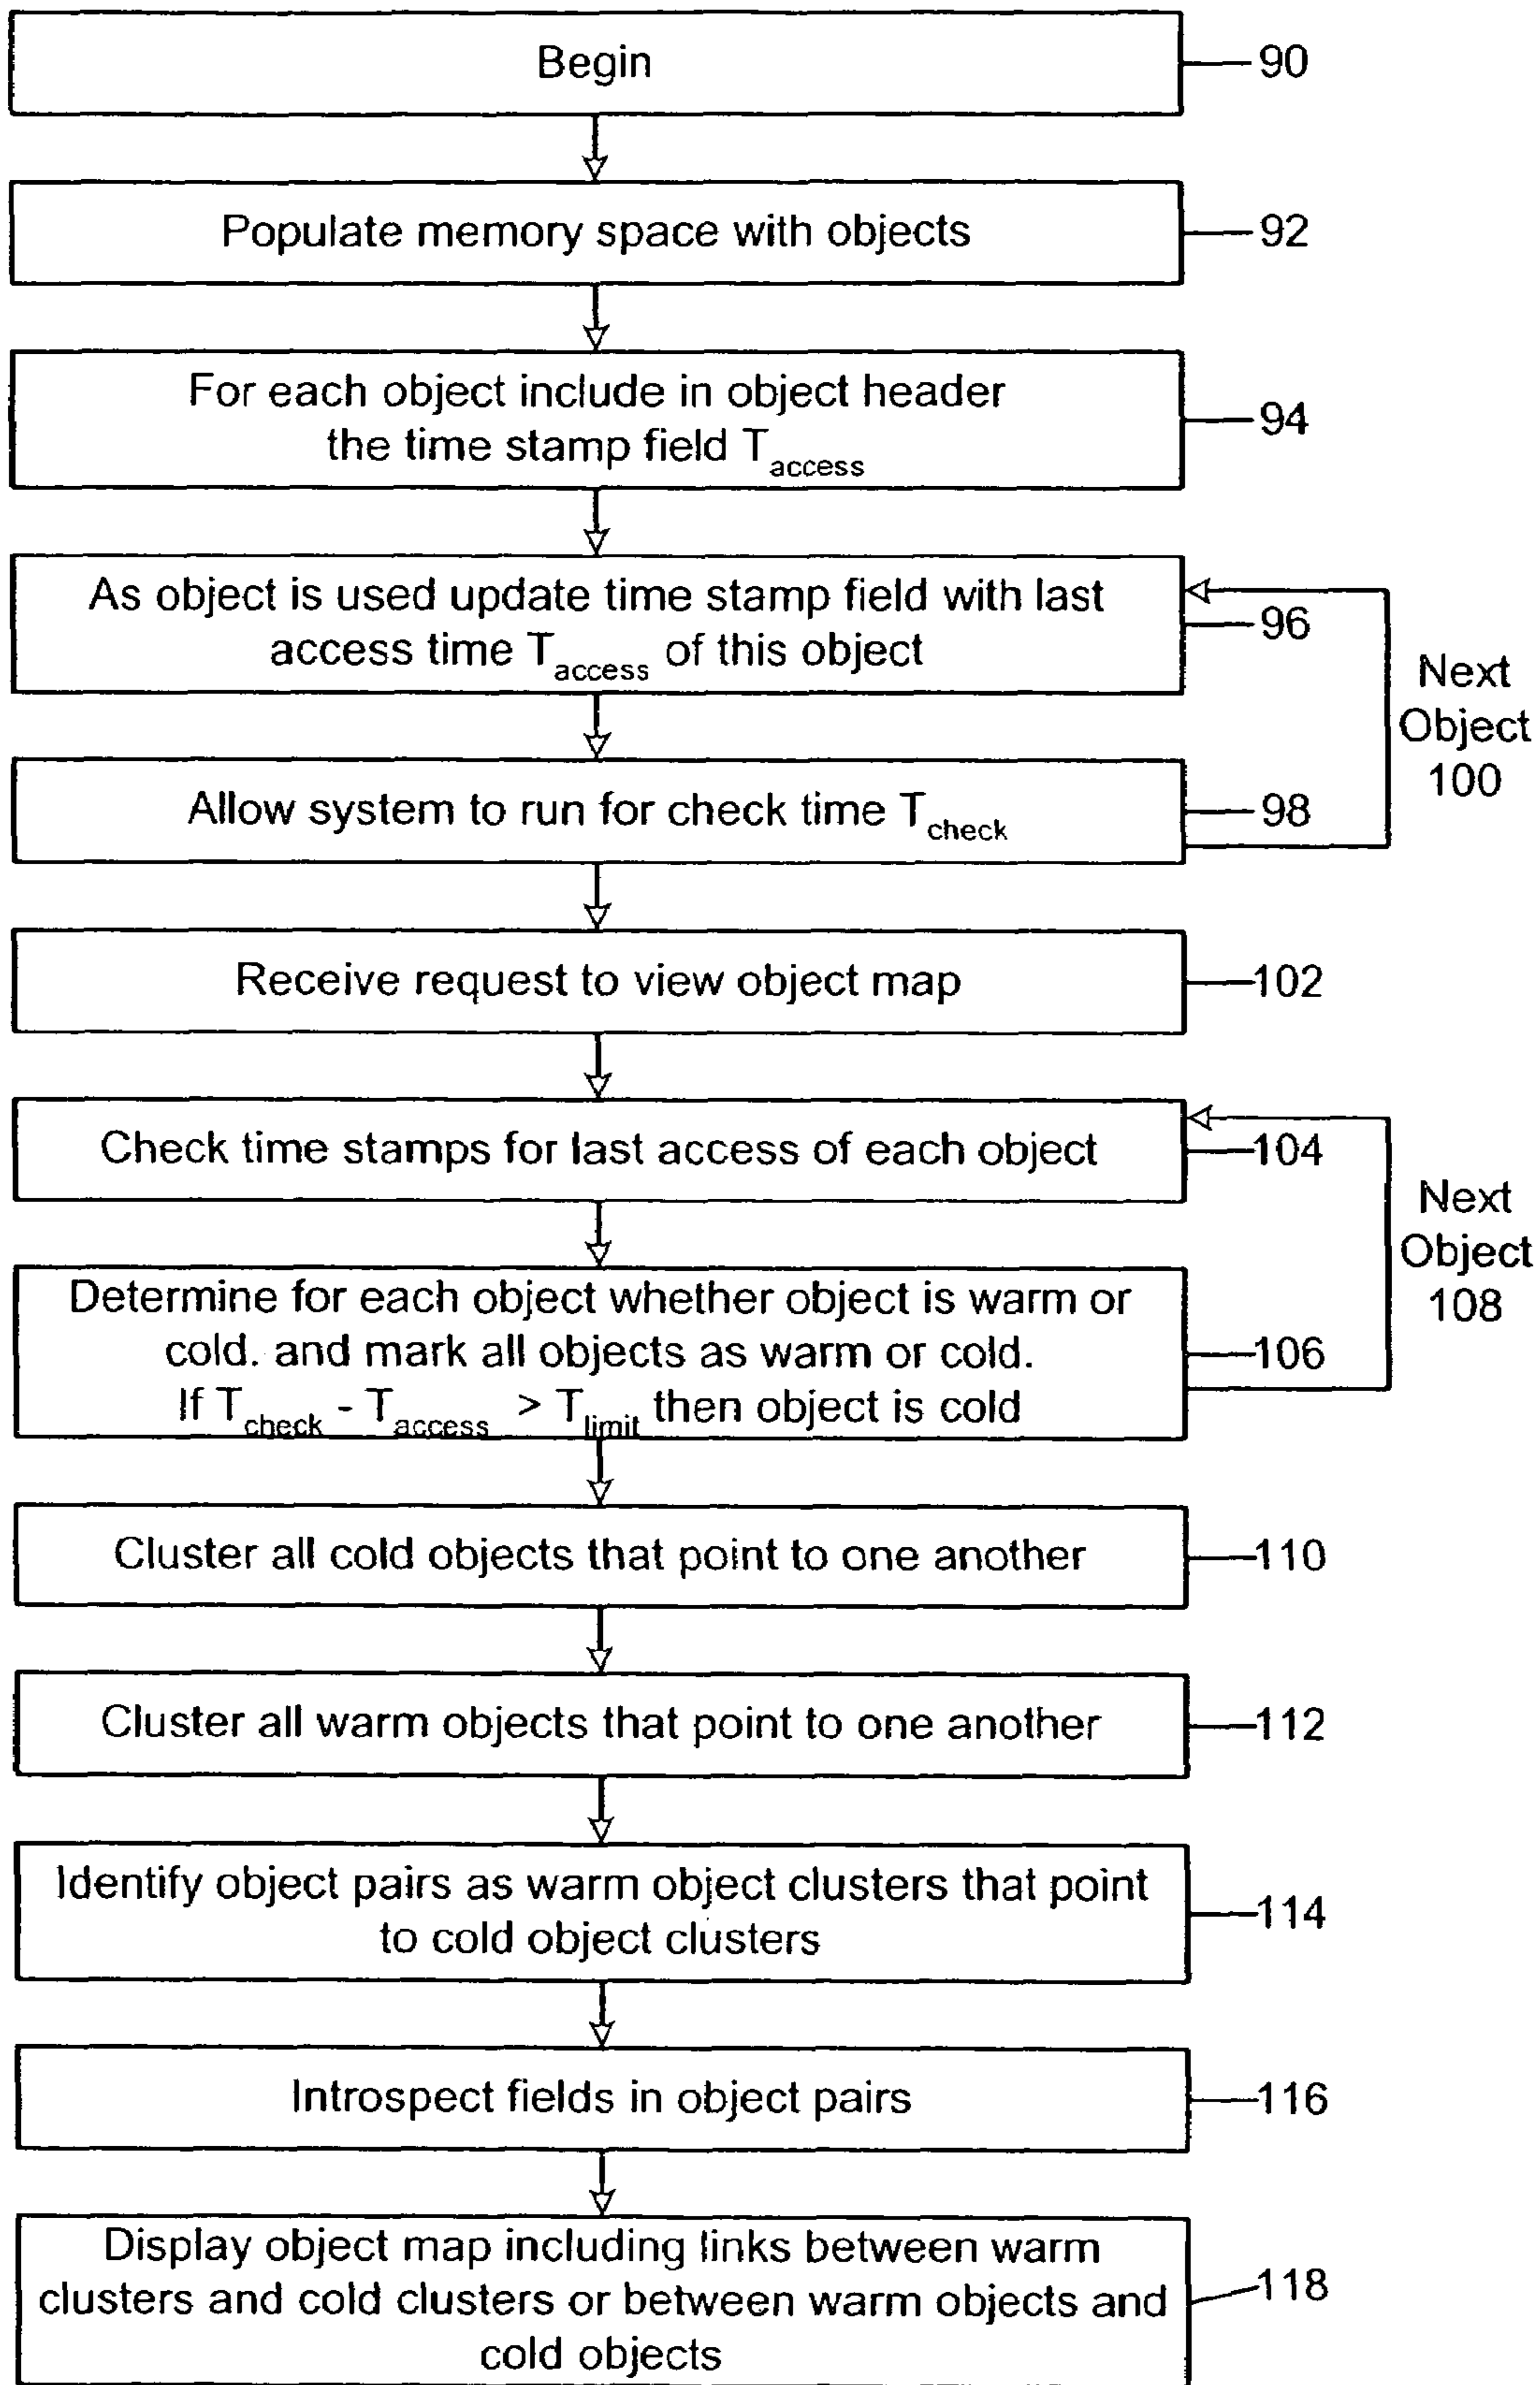 Begin
90
Populate memory space with objects
92
For each object include in object header
the time stamp field T_access
94
As object is used update time stamp field with last
access time T_access of this object
96
Next
Object
100
Allow system to run for check time T_check
98
Receive request to view object map
102
Check time stamps for last access of each object
104
Next
Object
108
Determine for each object whether object is warm or
cold. and mark all objects as warm or cold.
If T_check - T_access > T_limit then object is cold
106
Cluster all cold objects that point to one another
110
Cluster all warm objects that point to one another
112
Identify object pairs as warm object clusters that point
to cold object clusters
114
Introspect fields in object pairs
116
Display object map including links between warm
clusters and cold clusters or between warm objects and
cold objects
118